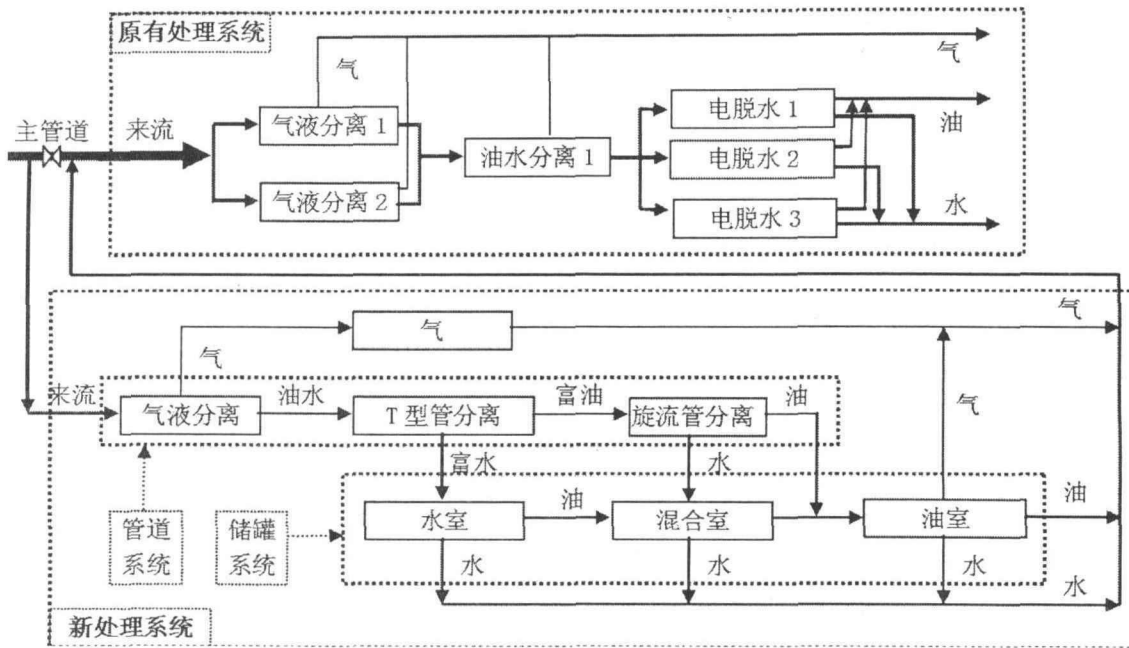 原有处理系统
气
气
主管道
来流
气液分离 1
气液分离 2
油水分离 1
电脱水 1
电脱水 2
电脱水 3
油
水
气
气
气
来流
气液分离
油水
T 型管分离
富油
旋流管分离
油
气
富水
水
水室
油
混合室
油室
油
管道
系统
储罐
系统
水
水
水
水
新处理系统